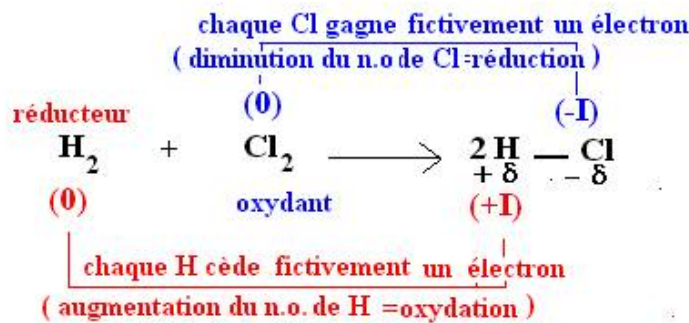 chaque Cl gagne fictivement un électron
( diminution du n.o de Cl=réduction )
(0) (-I)
réducteur
H2 + Cl2 → 2 H — Cl
+ δ - δ
(0) oxydant (+I)
chaque H cède fictivement un électron
( augmentation du n.o. de H =oxydation )